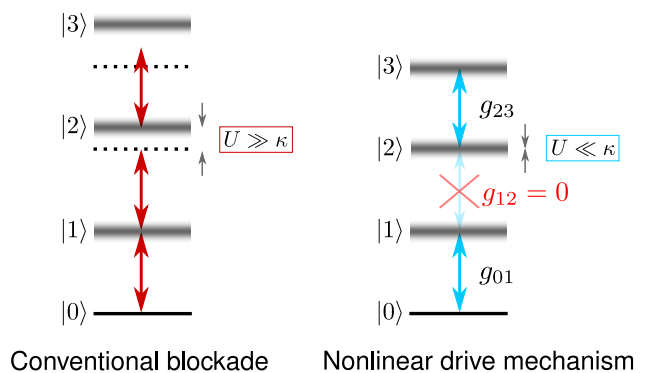 |3⟩
|2⟩
U ≫ κ
|1⟩
|0⟩
Conventional blockade
|3⟩
g₂₃
|2⟩
U ≪ κ
g₁₂ = 0
|1⟩
g₀₁
|0⟩
Nonlinear drive mechanism